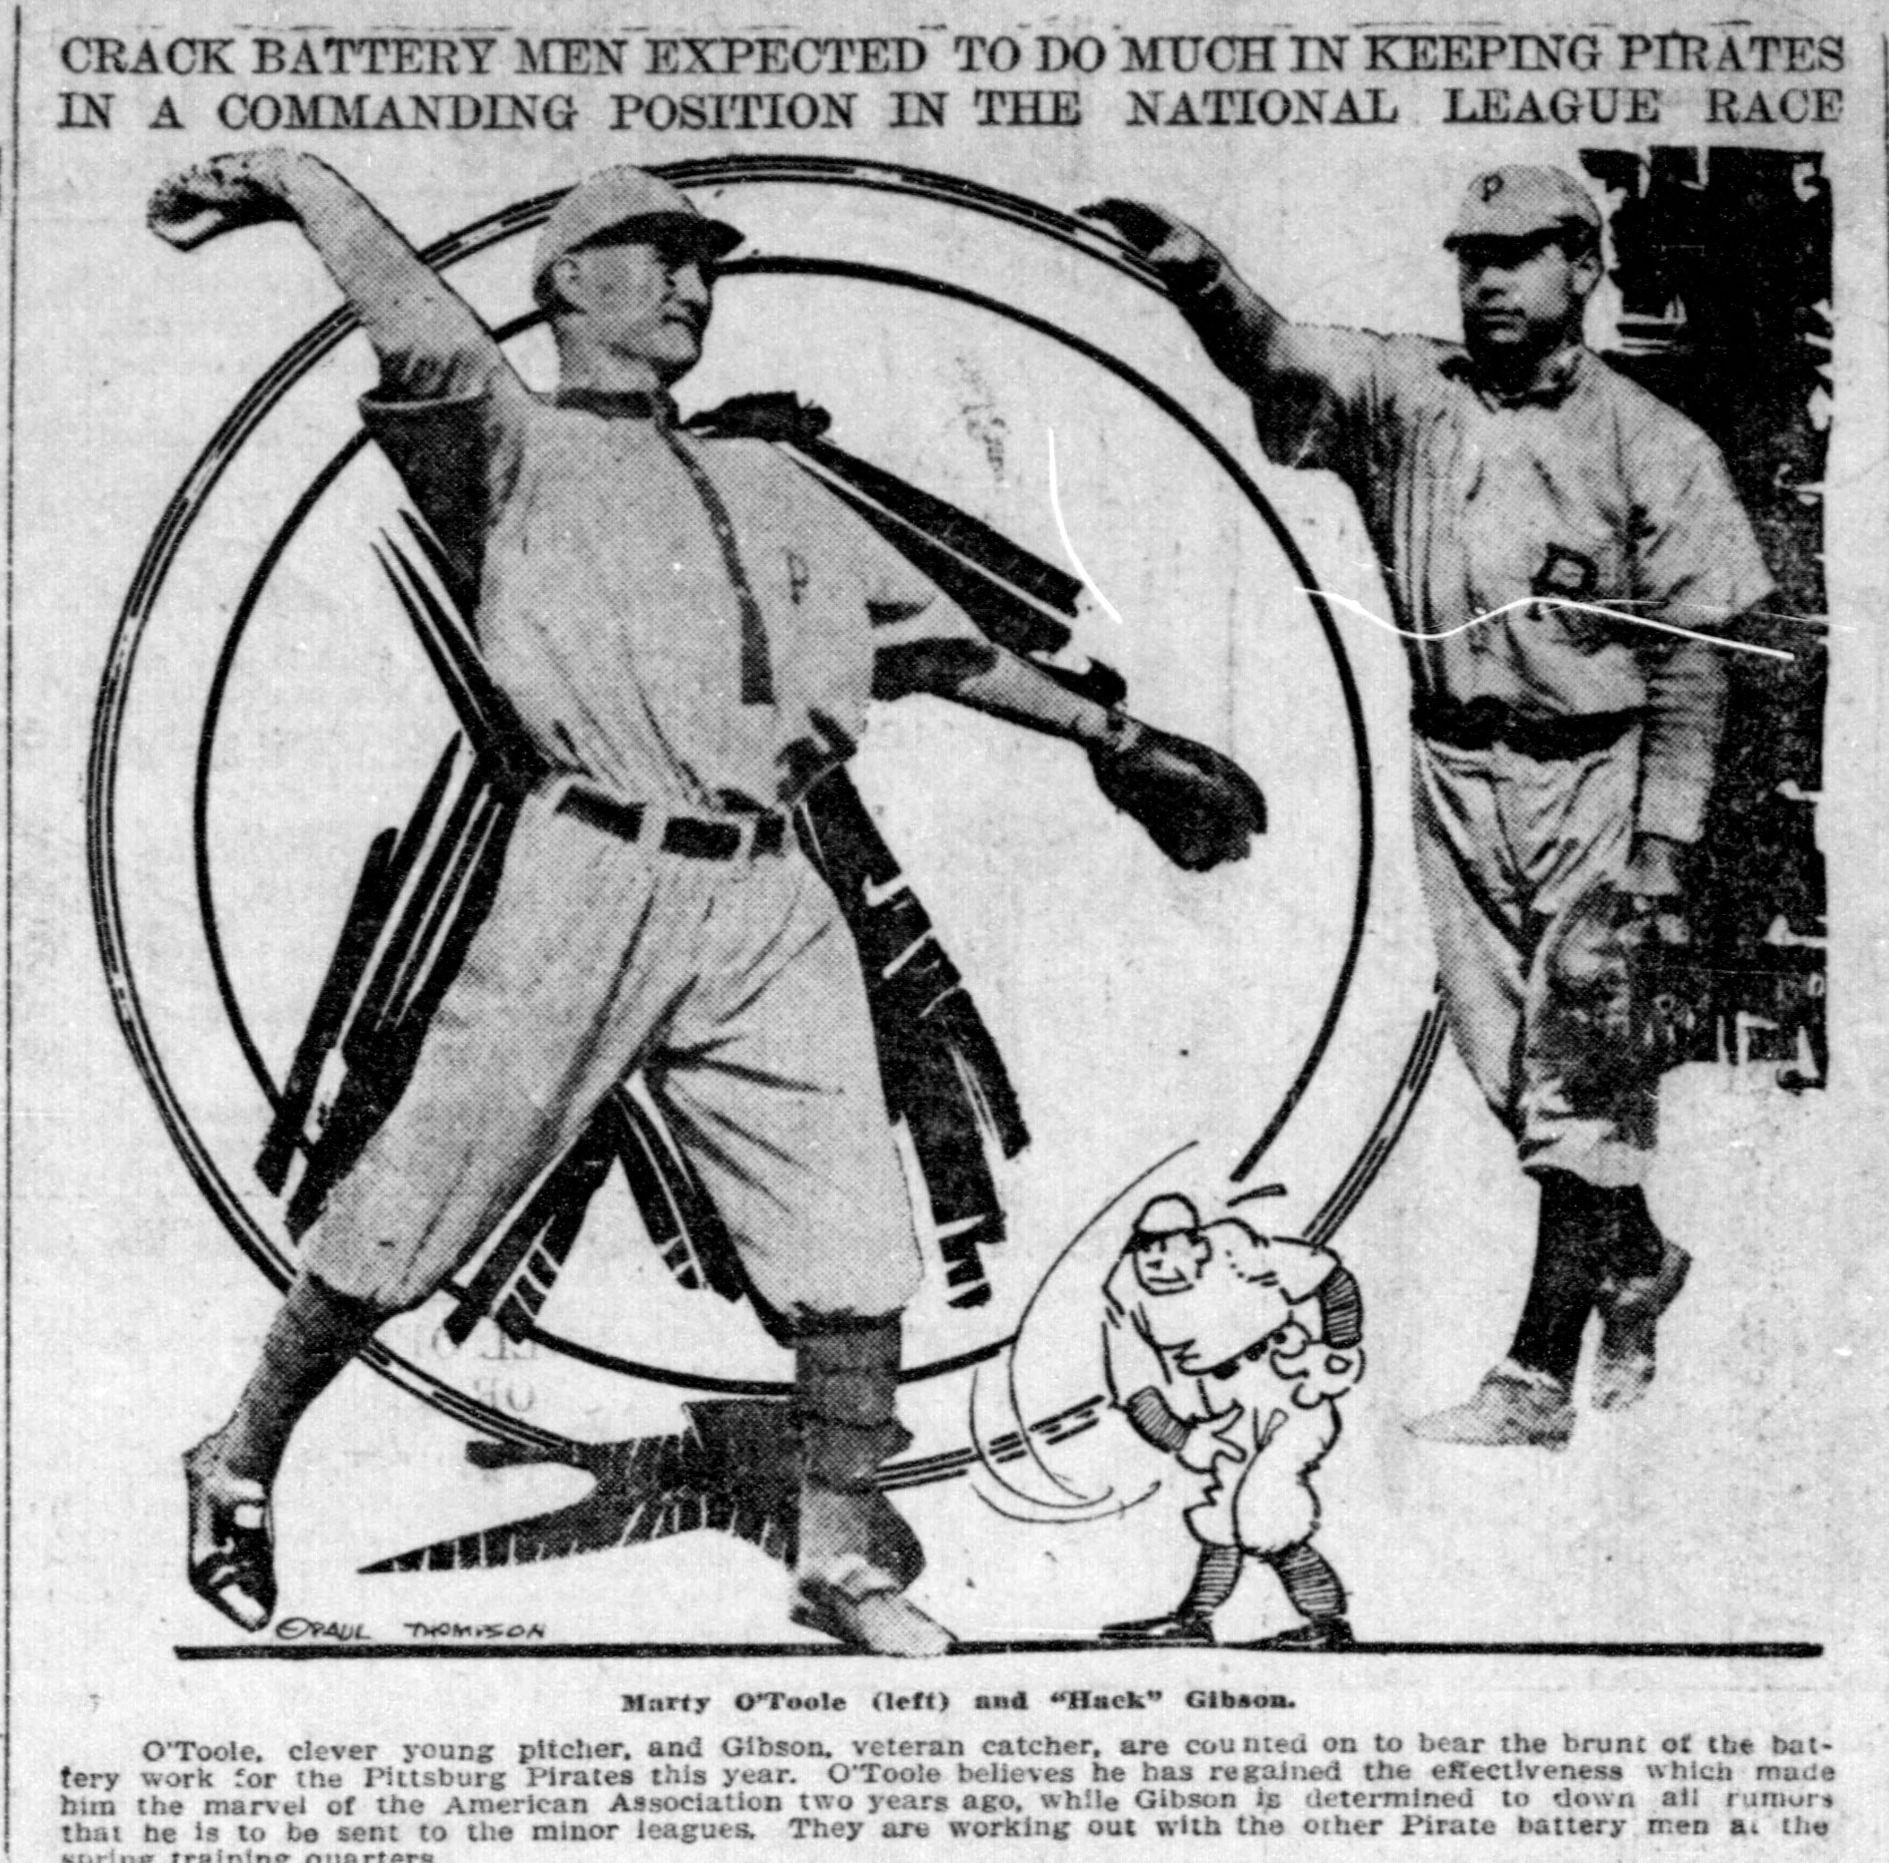 CRACK BATTERY MEN EXPECTED TO DO MUCH IN KEEPING PIRATES
IN A COMMANDING POSITION IN THE NATIONAL LEAGUE RACE
P
P
P
©PAUL THOMPSON
Marty O'Toole (left) and "Hack" Gibson.
O'Toole, clever young pitcher, and Gibson, veteran catcher, are counted on to bear the brunt of the bat-
tery work for the Pittsburg Pirates this year. O'Toole believes he has regained the effectiveness which made
him the marvel of the American Association two years ago, while Gibson is determined to down all rumors
that he is to be sent to the minor leagues. They are working out with the other Pirate battery men at the
spring training quarters